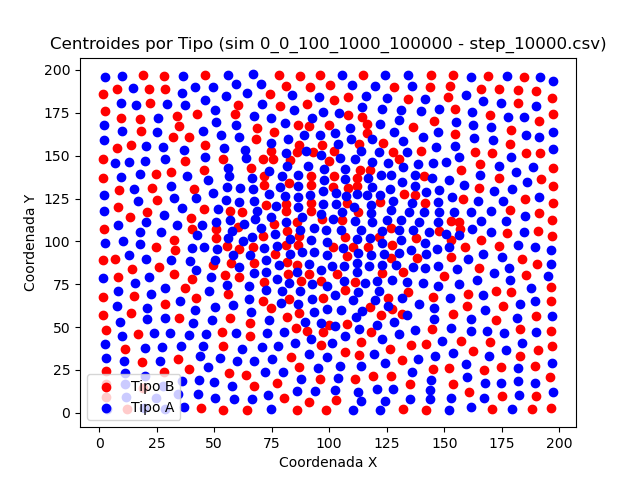 Centroides por Tipo (sim 0_0_100_1000_100000 - step_10000.csv)
200
175
150
125
100
75
50
25
0
Coordenada Y
Tipo B
Tipo A
0 25 50 75 100 125 150 175 200
Coordenada X